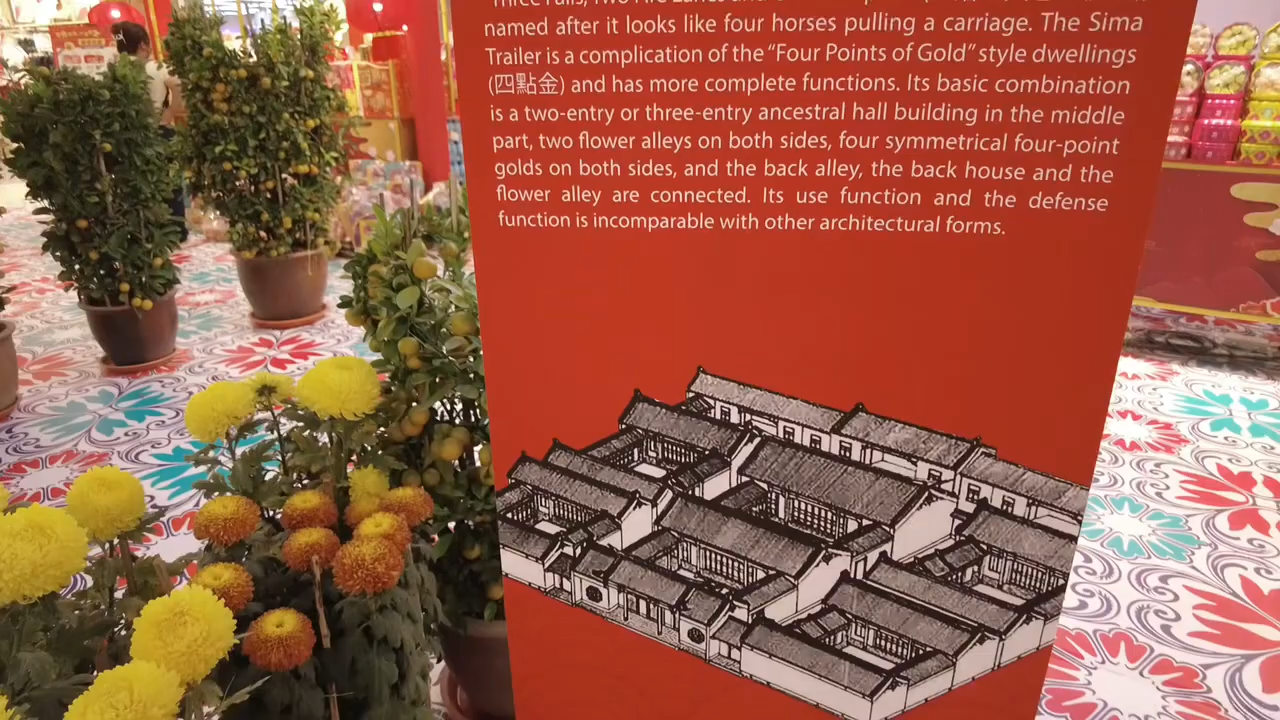 named after it looks like four horses pulling a carriage. The Sima
Trailer is a complication of the “Four Points of Gold” style dwellings
(四點金) and has more complete functions. Its basic combination
is a two-entry or three-entry ancestral hall building in the middle
part, two flower alleys on both sides, four symmetrical four-point
golds on both sides, and the back alley, the back house and the
flower alley are connected. Its use function and the defense
function is incomparable with other architectural forms.